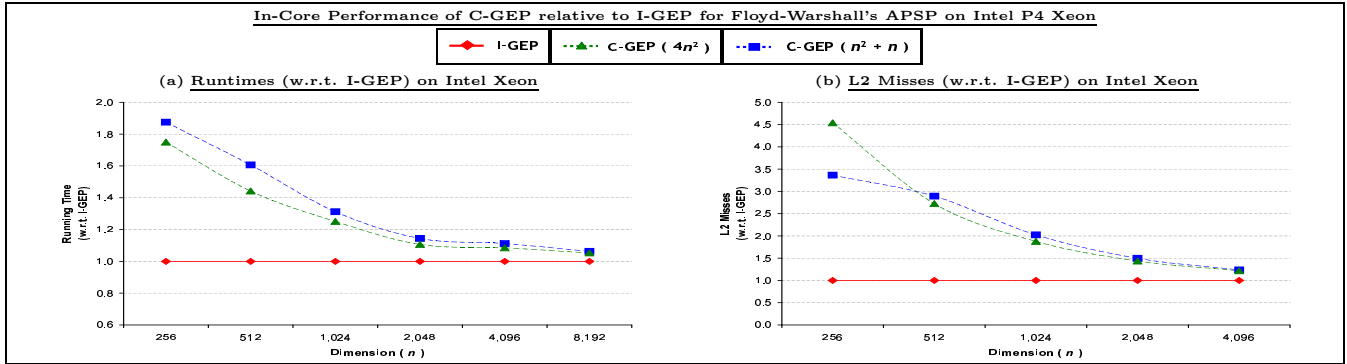 In-Core Performance of C-GEP relative to I-GEP for Floyd-Warshall's APSP on Intel P4 Xeon
I-GEP
C-GEP ( 4n² )
C-GEP ( n² + n )
(a) Runtimes (w.r.t. I-GEP) on Intel Xeon
2.0
1.8
1.6
1.4
1.2
1.0
0.8
0.6
Running Time
(w.r.t. I-GEP)
256
512
1,024
2,048
4,096
8,192
Dimension ( n )
(b) L2 Misses (w.r.t. I-GEP) on Intel Xeon
5.0
4.5
4.0
3.5
3.0
2.5
2.0
1.5
1.0
0.5
0.0
L2 Misses
(w.r.t. I-GEP)
256
512
1,024
2,048
4,096
Dimension ( n )